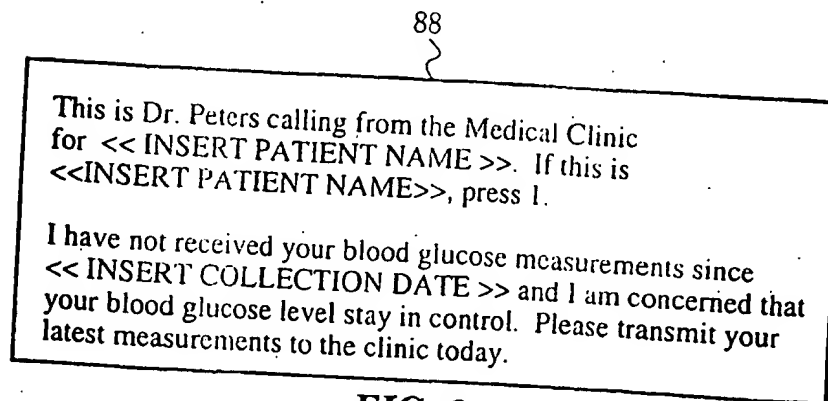 88
This is Dr. Peters calling from the Medical Clinic
for << INSERT PATIENT NAME >>. If this is
<<INSERT PATIENT NAME>>, press 1.
I have not received your blood glucose measurements since
<< INSERT COLLECTION DATE >> and I am concerned that
your blood glucose level stay in control. Please transmit your
latest measurements to the clinic today.